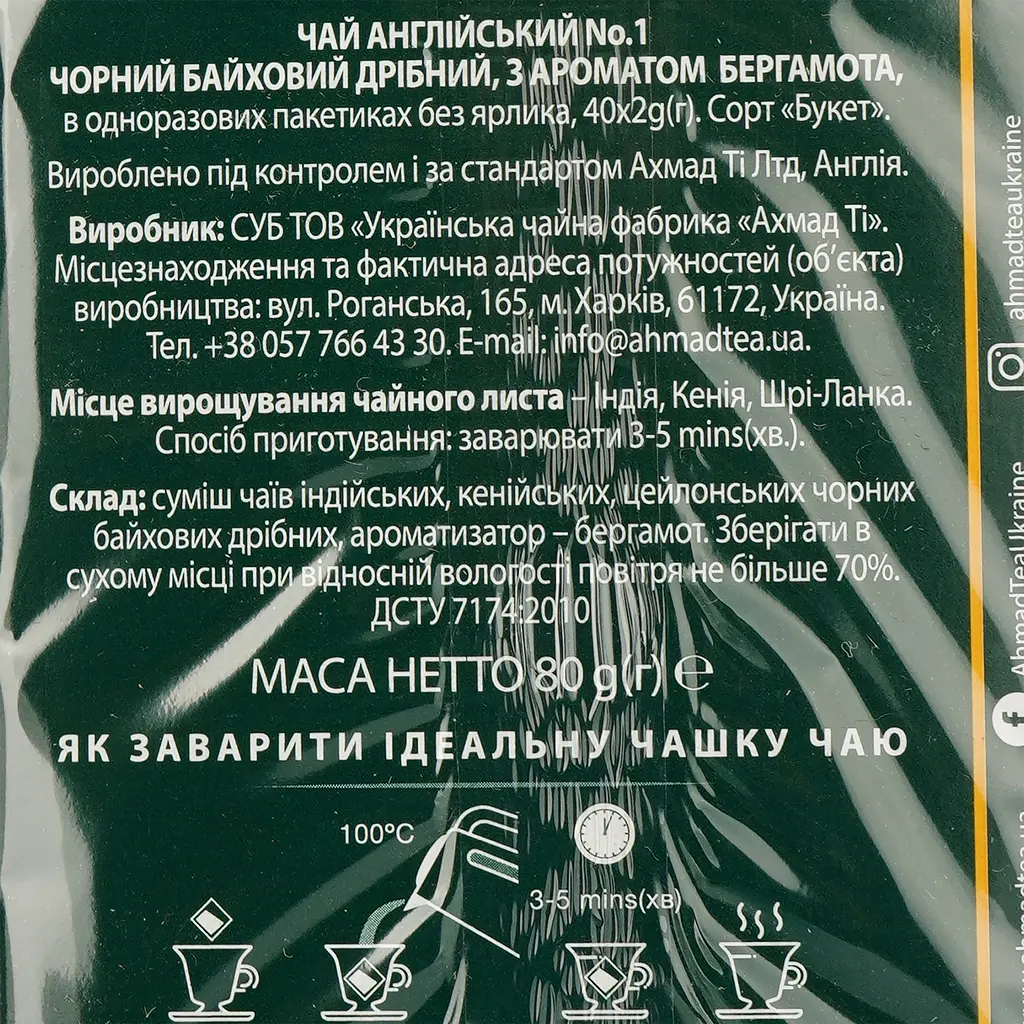 ЧАЙ АНГЛІЙСЬКИЙ No.1
ЧОРНИЙ БАЙХОВИЙ ДРІБНИЙ, З АРОМАТОМ БЕРГАМОТА,
в одноразових пакетиках без ярлика, 40x2g(г). Сорт «Букет».
Вироблено під контролем і за стандартом Ахмад Ті Лтд, Англія.
Виробник: СУБ ТОВ «Українська чайна фабрика «Ахмад Ті».
Місцезнаходження та фактична адреса потужностей (об’єкта)
виробництва: вул. Роганська, 165, м. Харків, 61172, Україна.
Тел. +38 057 766 43 30. E-mail: info@ahmadtea.ua.
Місце вирощування чайного листа – Індія, Кенія, Шрі-Ланка.
Спосіб приготування: заварювати 3-5 mins(хв.).
Склад: суміш чаїв індійських, кенійських, цейлонських чорних
байхових дрібних, ароматизатор – бергамот. Зберігати в
сухому місці при відносній вологості повітря не більше 70%.
ДСТУ 7174:2010
МАСА НЕТТО 80 g(г) ℮
ЯК ЗАВАРИТИ ІДЕАЛЬНУ ЧАШКУ ЧАЮ
100ºC
3-5 mins(хв)
ahmadteaukraine
AhmadTeaUkraine